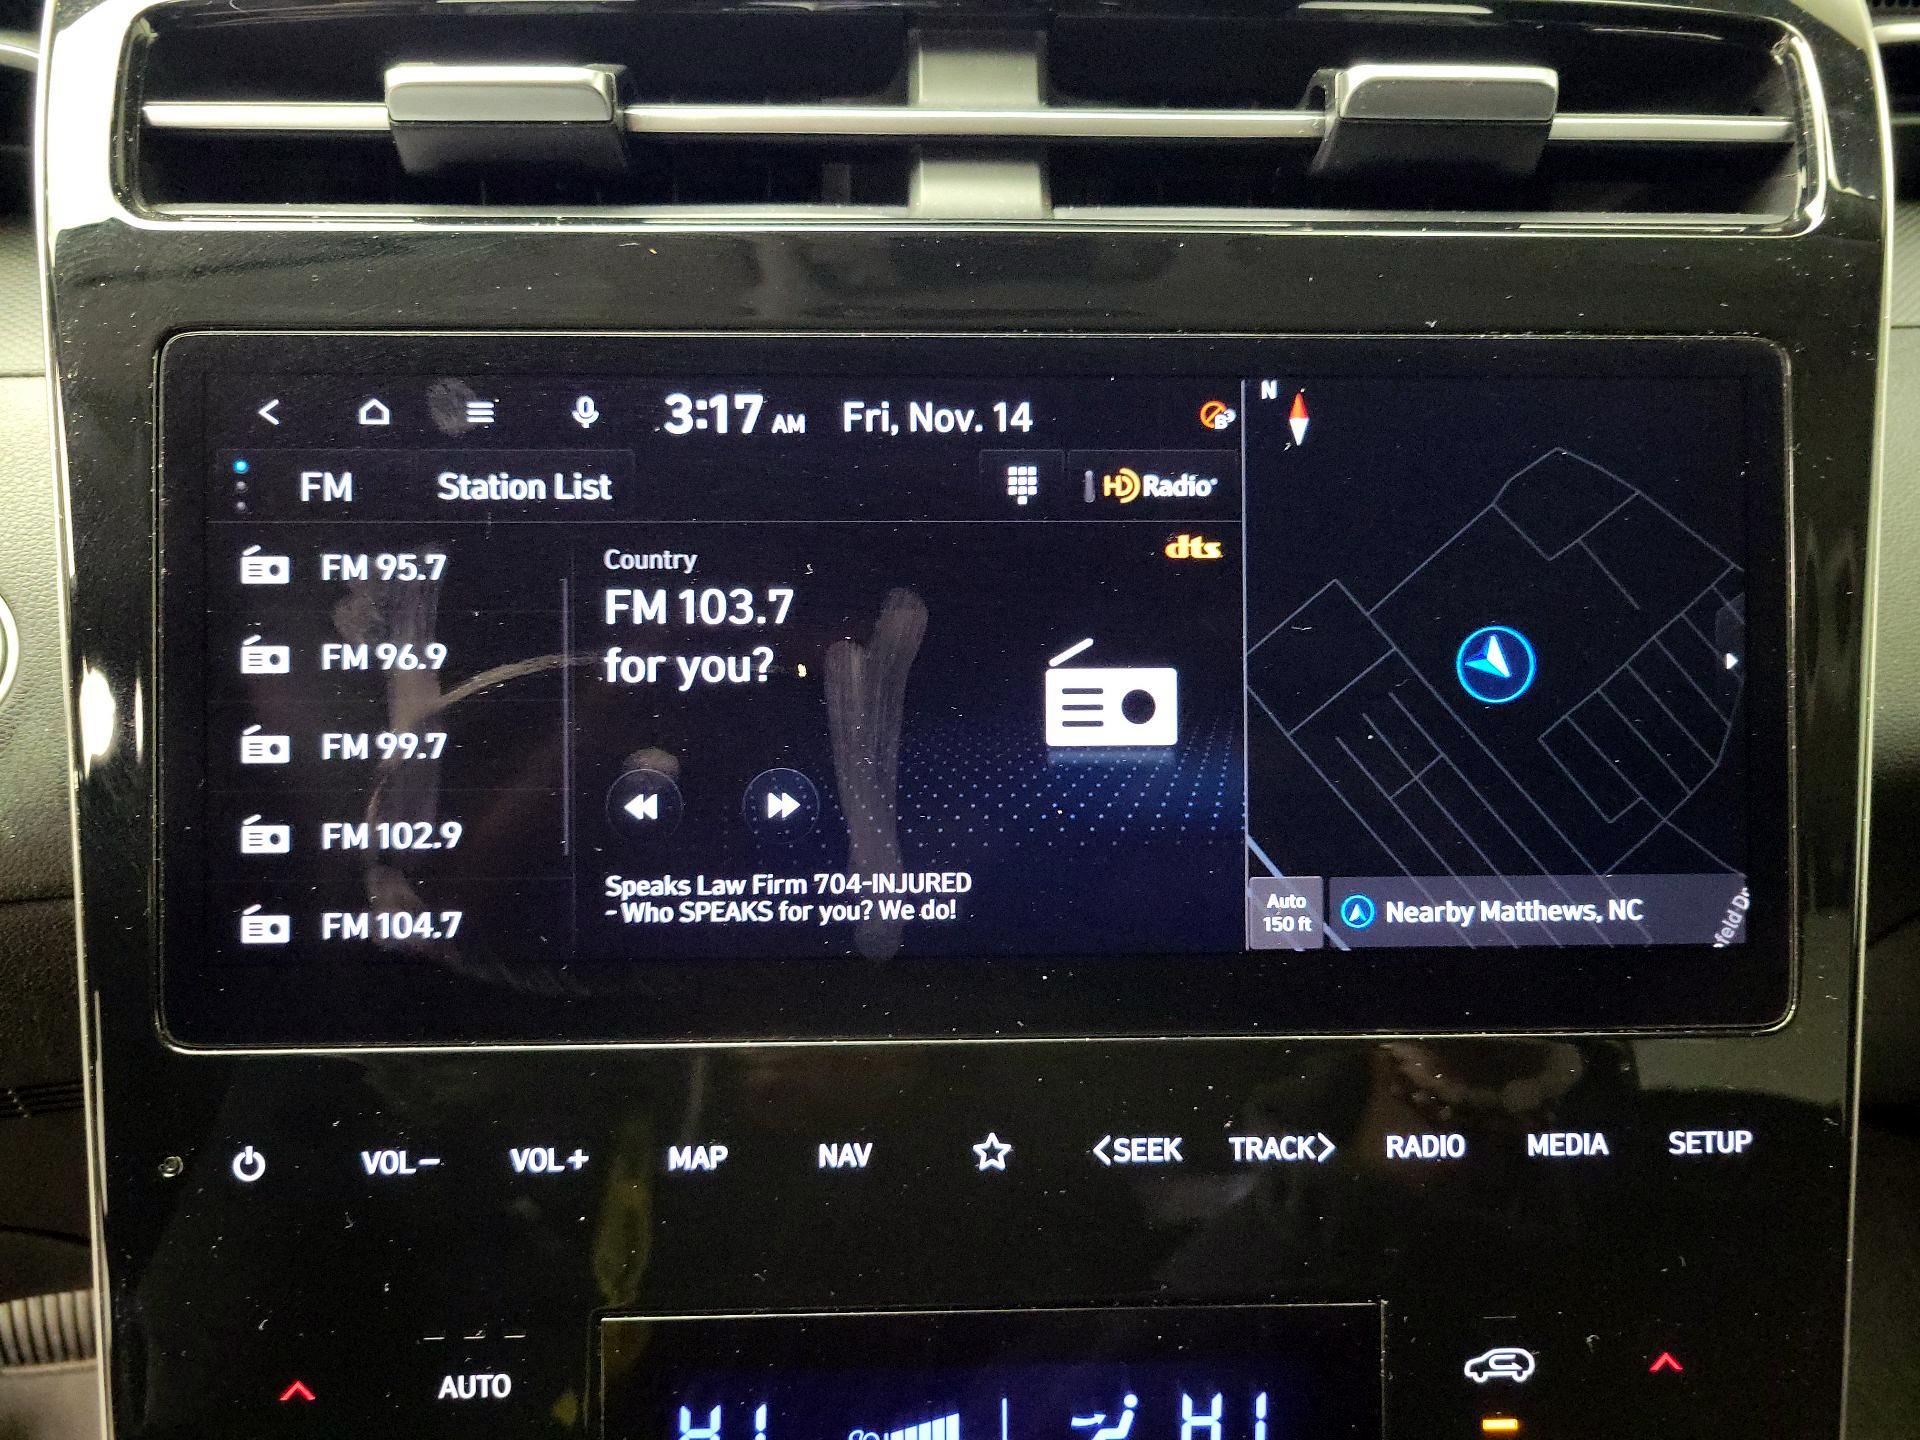 3:17 AM Fri, Nov. 14
N
FM Station List HD Radio
dts
FM 95.7
FM 96.9
FM 99.7
FM 102.9
FM 104.7
Country
FM 103.7
for you?
Speaks Law Firm 704-INJURED
- Who SPEAKS for you? We do!
Auto
150 ft
Nearby Matthews, NC
VOL- VOL+ MAP NAV <SEEK TRACK> RADIO MEDIA SETUP
AUTO
HI HI